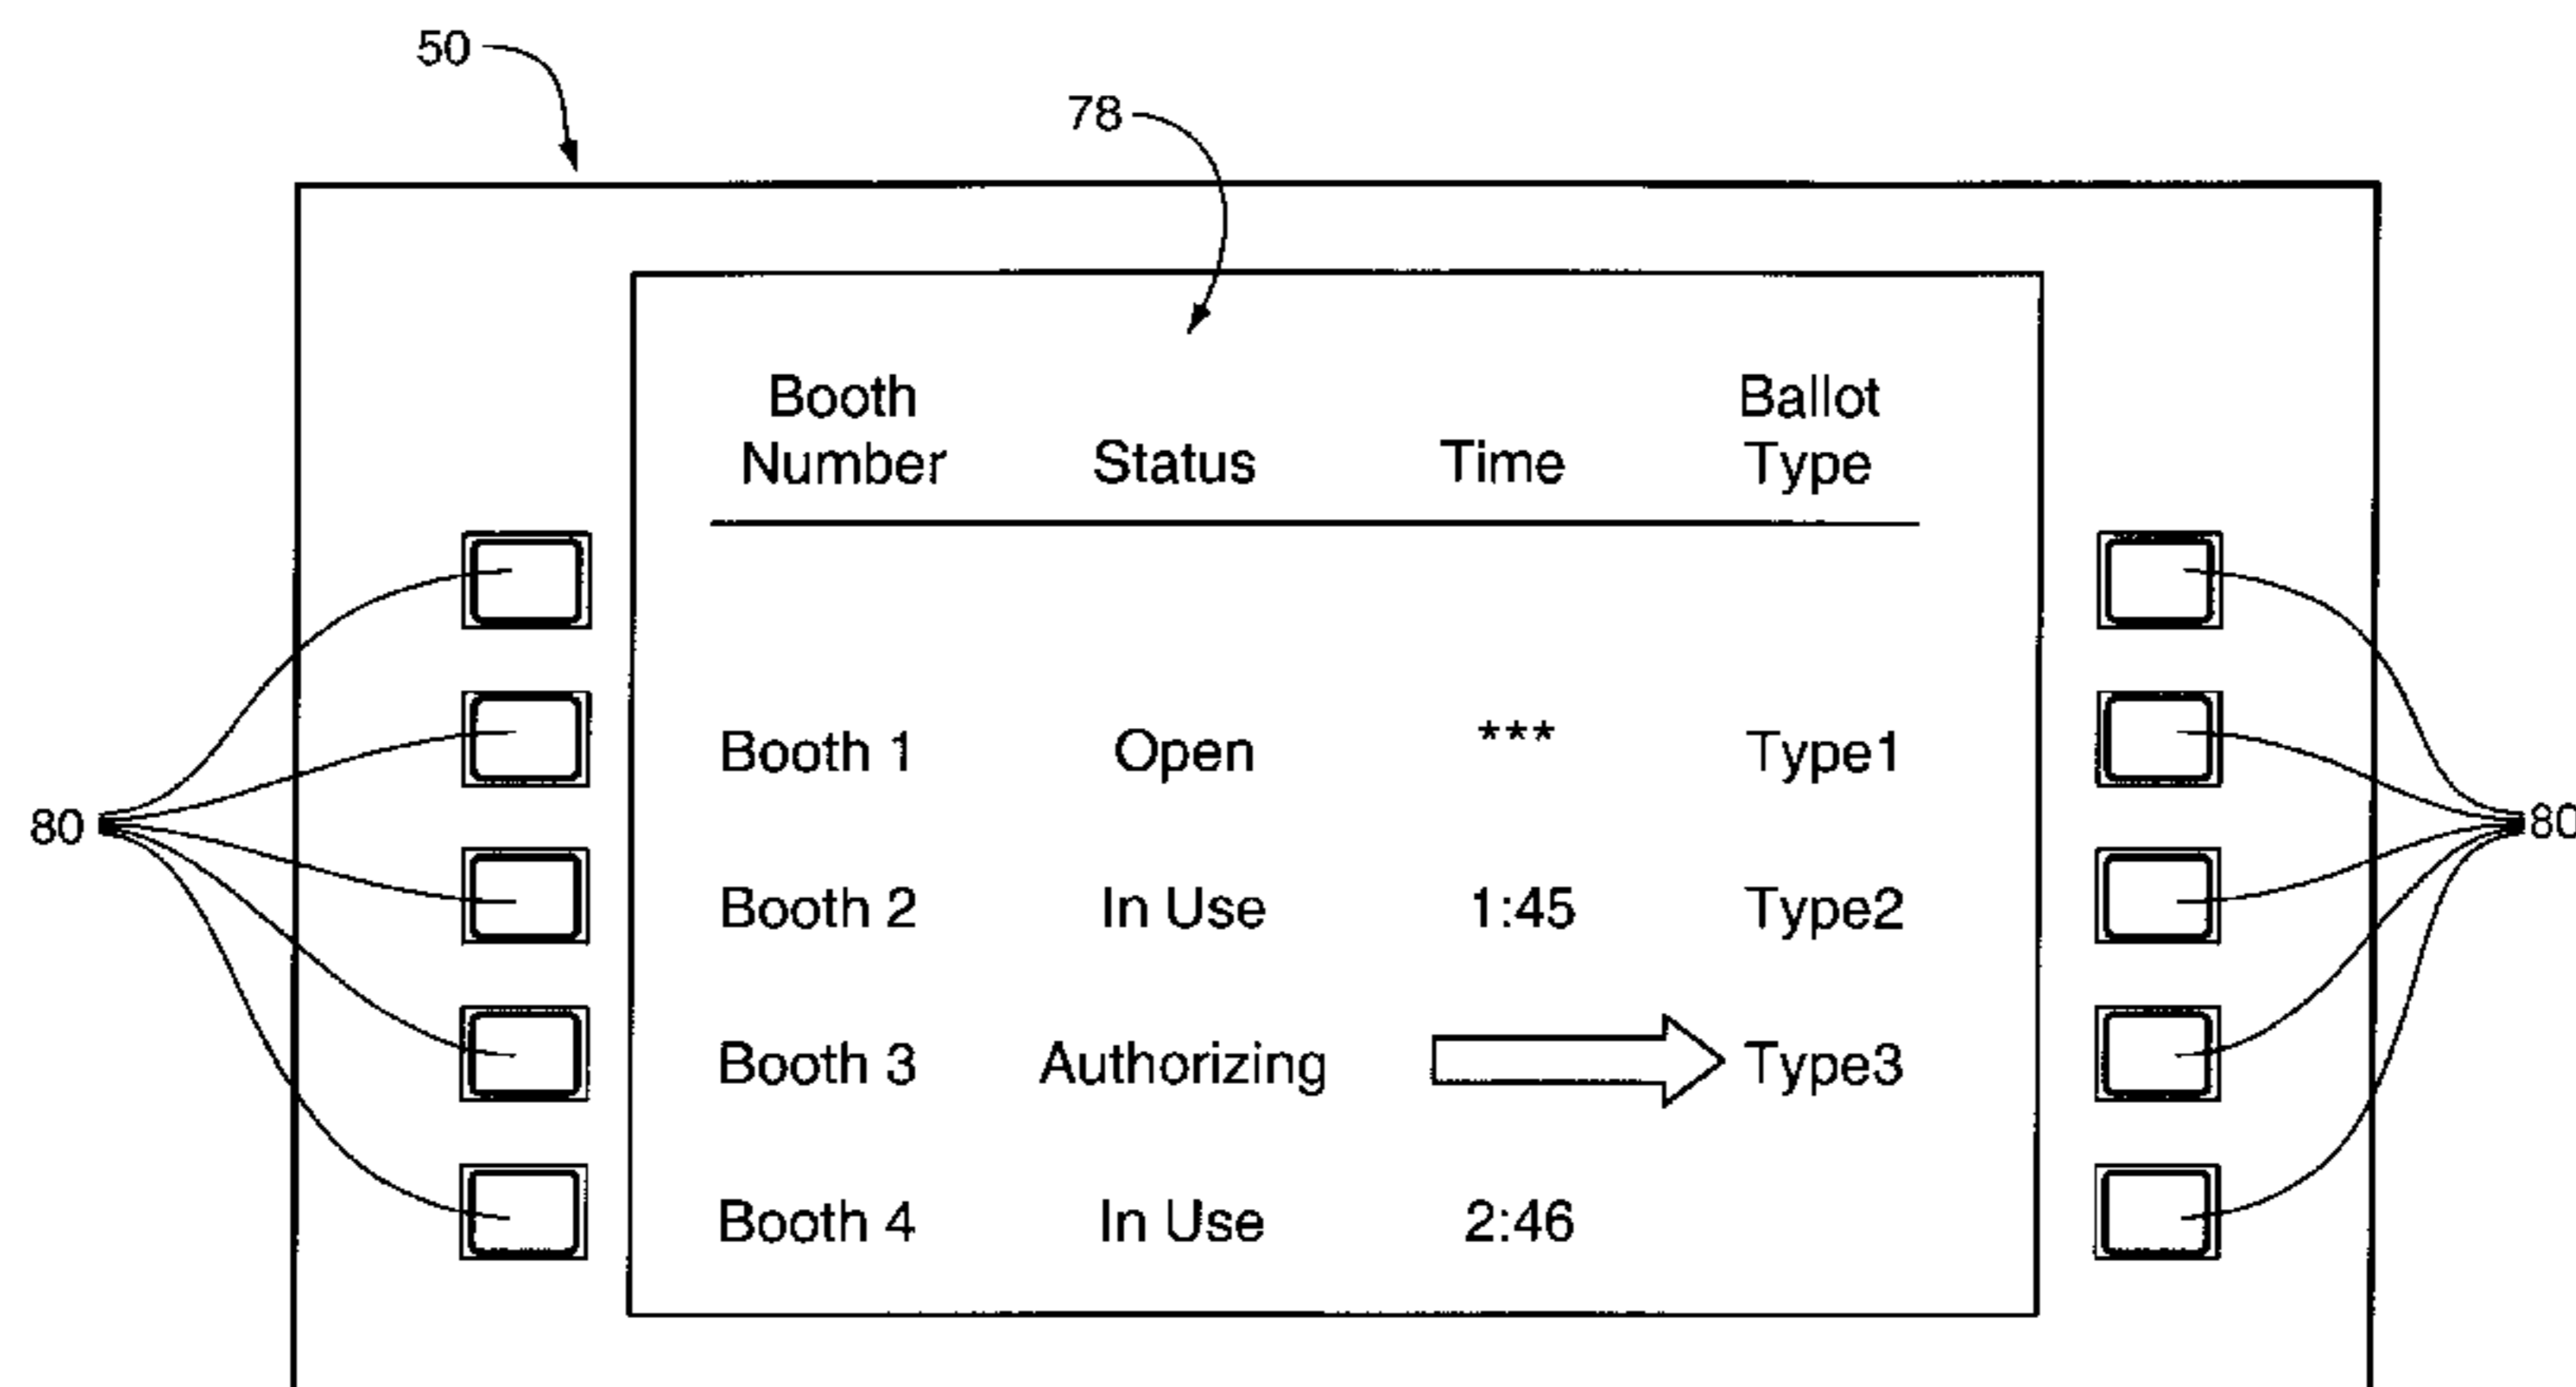 50
78
Booth Ballot
Number Status Time Type
Booth 1 Open *** Type1
80 80
Booth 2 In Use 1:45 Type2
Booth 3 Authorizing Type3
Booth 4 In Use 2:46